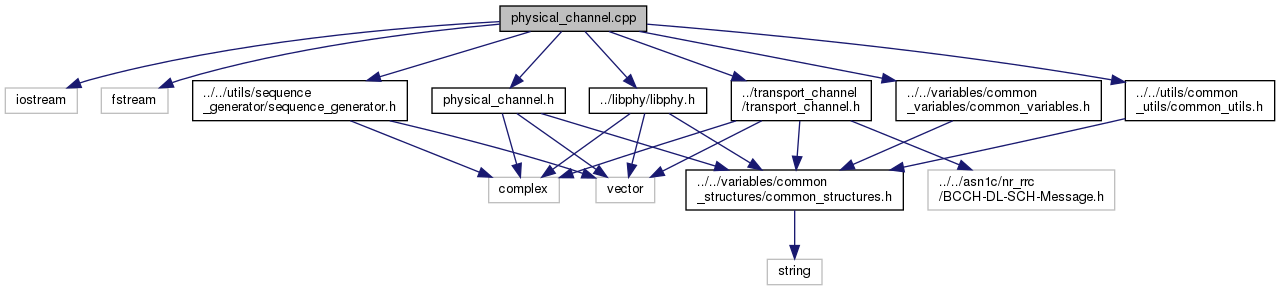 physical_channel.cpp
iostream
fstream
../../utils/sequence
_generator/sequence_generator.h
physical_channel.h
../libphy/libphy.h
../transport_channel
/transport_channel.h
../../variables/common
_variables/common_variables.h
../../utils/common
_utils/common_utils.h
complex
vector
../../variables/common
_structures/common_structures.h
../../asn1c/nr_rrc
/BCCH-DL-SCH-Message.h
string